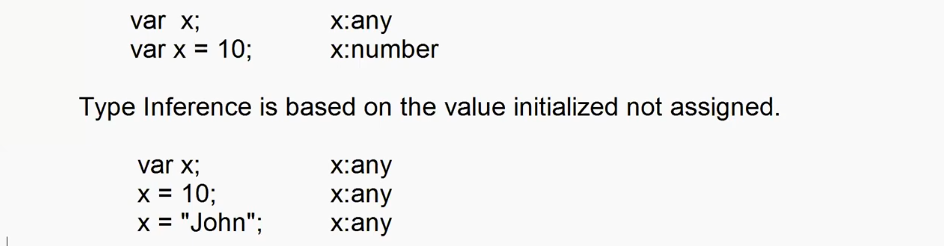 var x; x:any
var x = 10; x:number
Type Inference is based on the value initialized not assigned.
var x; x:any
x = 10; x:any
x = "John"; x:any